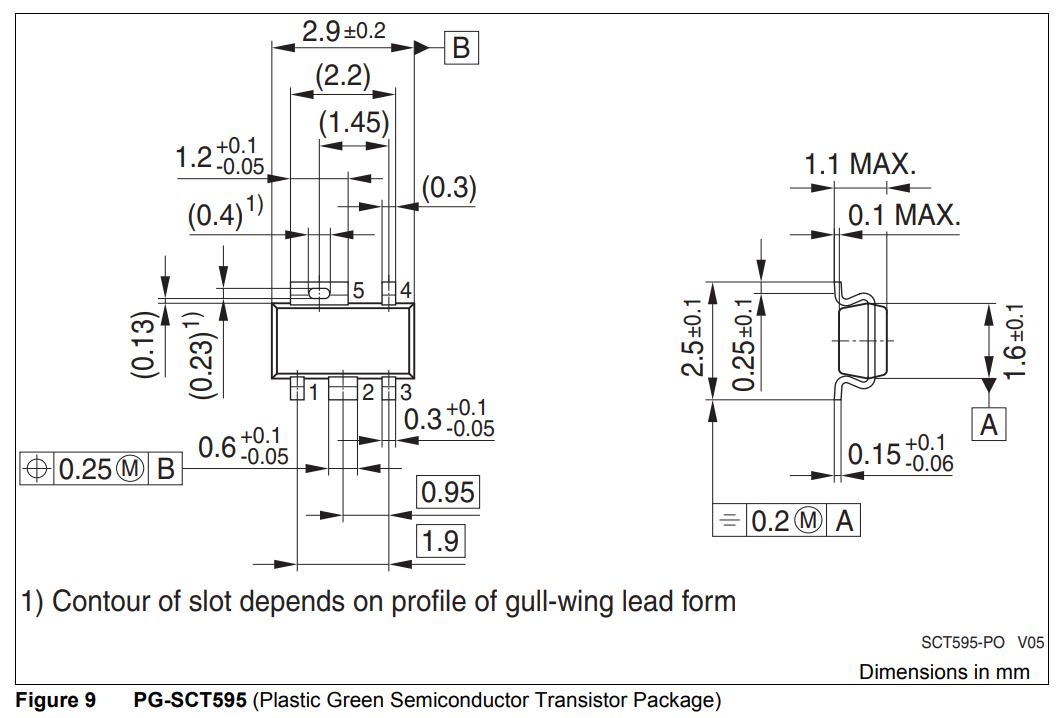 2.9 ±0.2
B
(2.2)
(1.45)
1.2 +0.1 -0.05
(0.3)
(0.4) 1)
5
4
(0.13)
(0.23) 1)
1
2
3
0.3 +0.1 -0.05
0.6 +0.1 -0.05
⌖ 0.25 Ⓜ B
0.95
1.9
1.1 MAX.
0.1 MAX.
2.5 ±0.1
0.25 ±0.1
1.6 ±0.1
A
0.15 +0.1 -0.06
⌯ 0.2 Ⓜ A
1) Contour of slot depends on profile of gull-wing lead form
SCT595-PO V05
Dimensions in mm
Figure 9 PG-SCT595 (Plastic Green Semiconductor Transistor Package)